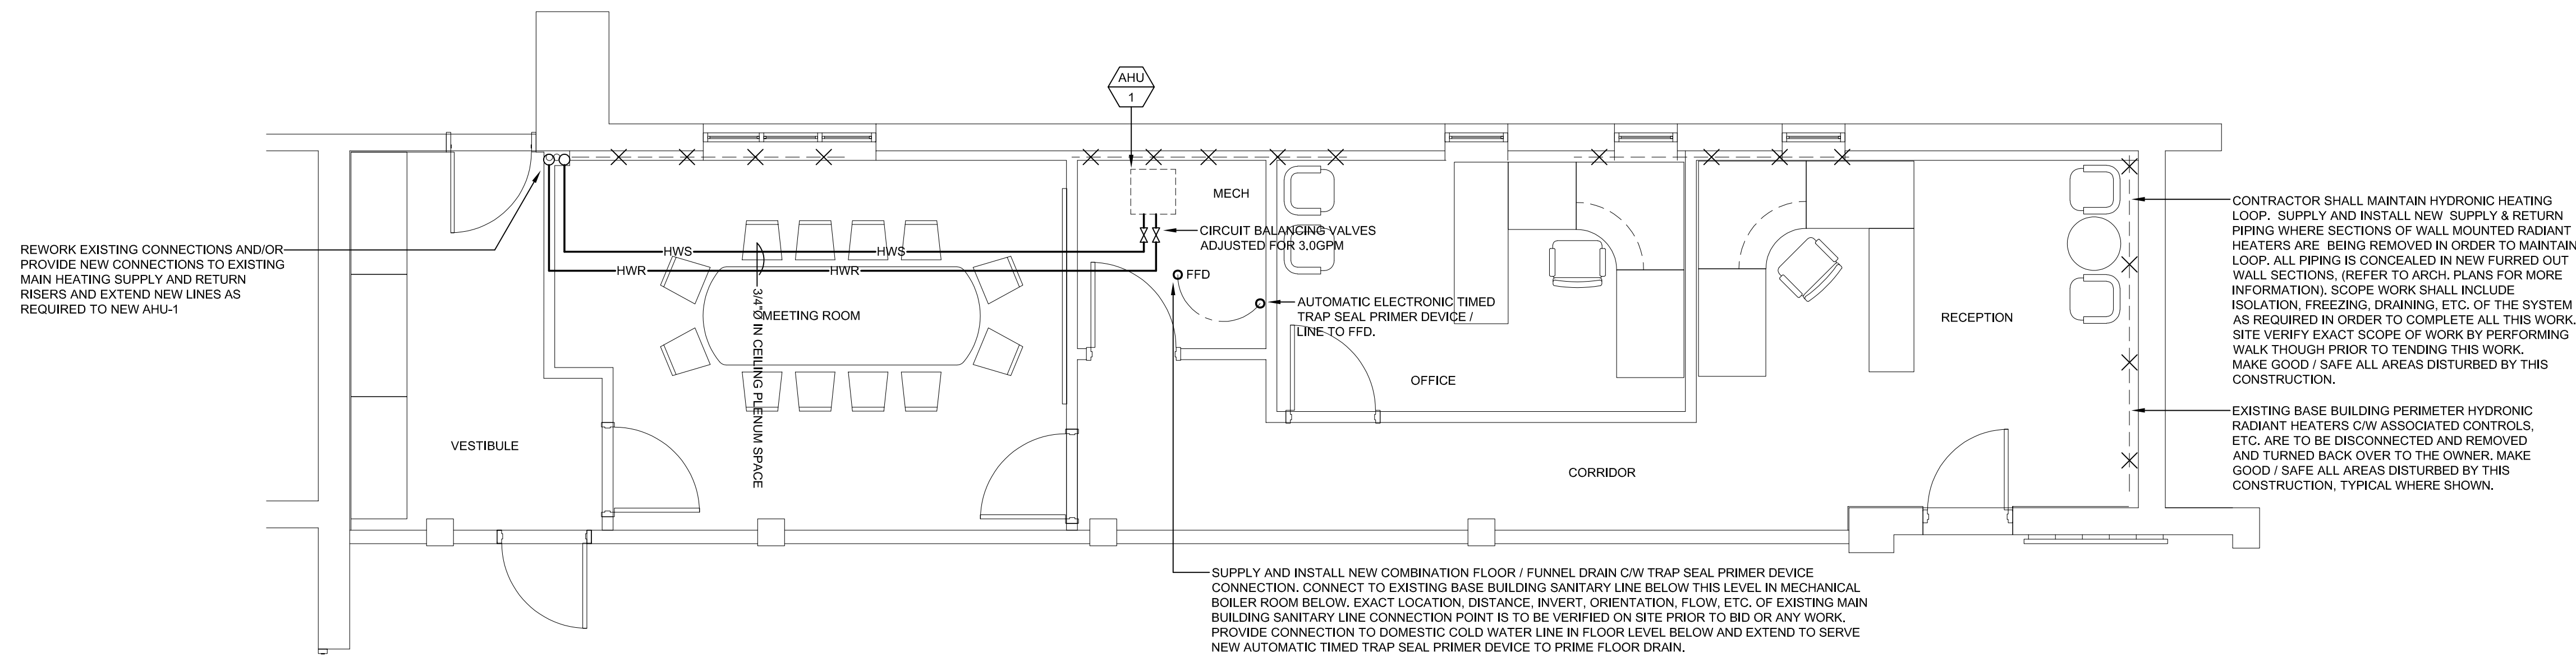 AHU
1
REWORK EXISTING CONNECTIONS AND/OR
PROVIDE NEW CONNECTIONS TO EXISTING
MAIN HEATING SUPPLY AND RETURN
RISERS AND EXTEND NEW LINES AS
REQUIRED TO NEW AHU-1
HWS
HWS
HWR
HWR
3/4"Ø IN CEILING PLENUM SPACE
MEETING ROOM
VESTIBULE
MECH
CIRCUIT BALANCING VALVES
ADJUSTED FOR 3.0GPM
FFD
AUTOMATIC ELECTRONIC TIMED
TRAP SEAL PRIMER DEVICE /
LINE TO FFD.
OFFICE
RECEPTION
CORRIDOR
CONTRACTOR SHALL MAINTAIN HYDRONIC HEATING
LOOP. SUPPLY AND INSTALL NEW SUPPLY & RETURN
PIPING WHERE SECTIONS OF WALL MOUNTED RADIANT
HEATERS ARE BEING REMOVED IN ORDER TO MAINTAIN
LOOP. ALL PIPING IS CONCEALED IN NEW FURRED OUT
WALL SECTIONS, (REFER TO ARCH. PLANS FOR MORE
INFORMATION). SCOPE WORK SHALL INCLUDE
ISOLATION, FREEZING, DRAINING, ETC. OF THE SYSTEM
AS REQUIRED IN ORDER TO COMPLETE ALL THIS WORK.
SITE VERIFY EXACT SCOPE OF WORK BY PERFORMING
WALK THOUGH PRIOR TO TENDING THIS WORK.
MAKE GOOD / SAFE ALL AREAS DISTURBED BY THIS
CONSTRUCTION.
EXISTING BASE BUILDING PERIMETER HYDRONIC
RADIANT HEATERS C/W ASSOCIATED CONTROLS,
ETC. ARE TO BE DISCONNECTED AND REMOVED
AND TURNED BACK OVER TO THE OWNER. MAKE
GOOD / SAFE ALL AREAS DISTURBED BY THIS
CONSTRUCTION, TYPICAL WHERE SHOWN.
SUPPLY AND INSTALL NEW COMBINATION FLOOR / FUNNEL DRAIN C/W TRAP SEAL PRIMER DEVICE
CONNECTION. CONNECT TO EXISTING BASE BUILDING SANITARY LINE BELOW THIS LEVEL IN MECHANICAL
BOILER ROOM BELOW. EXACT LOCATION, DISTANCE, INVERT, ORIENTATION, FLOW, ETC. OF EXISTING MAIN
BUILDING SANITARY LINE CONNECTION POINT IS TO BE VERIFIED ON SITE PRIOR TO BID OR ANY WORK.
PROVIDE CONNECTION TO DOMESTIC COLD WATER LINE IN FLOOR LEVEL BELOW AND EXTEND TO SERVE
NEW AUTOMATIC TIMED TRAP SEAL PRIMER DEVICE TO PRIME FLOOR DRAIN.